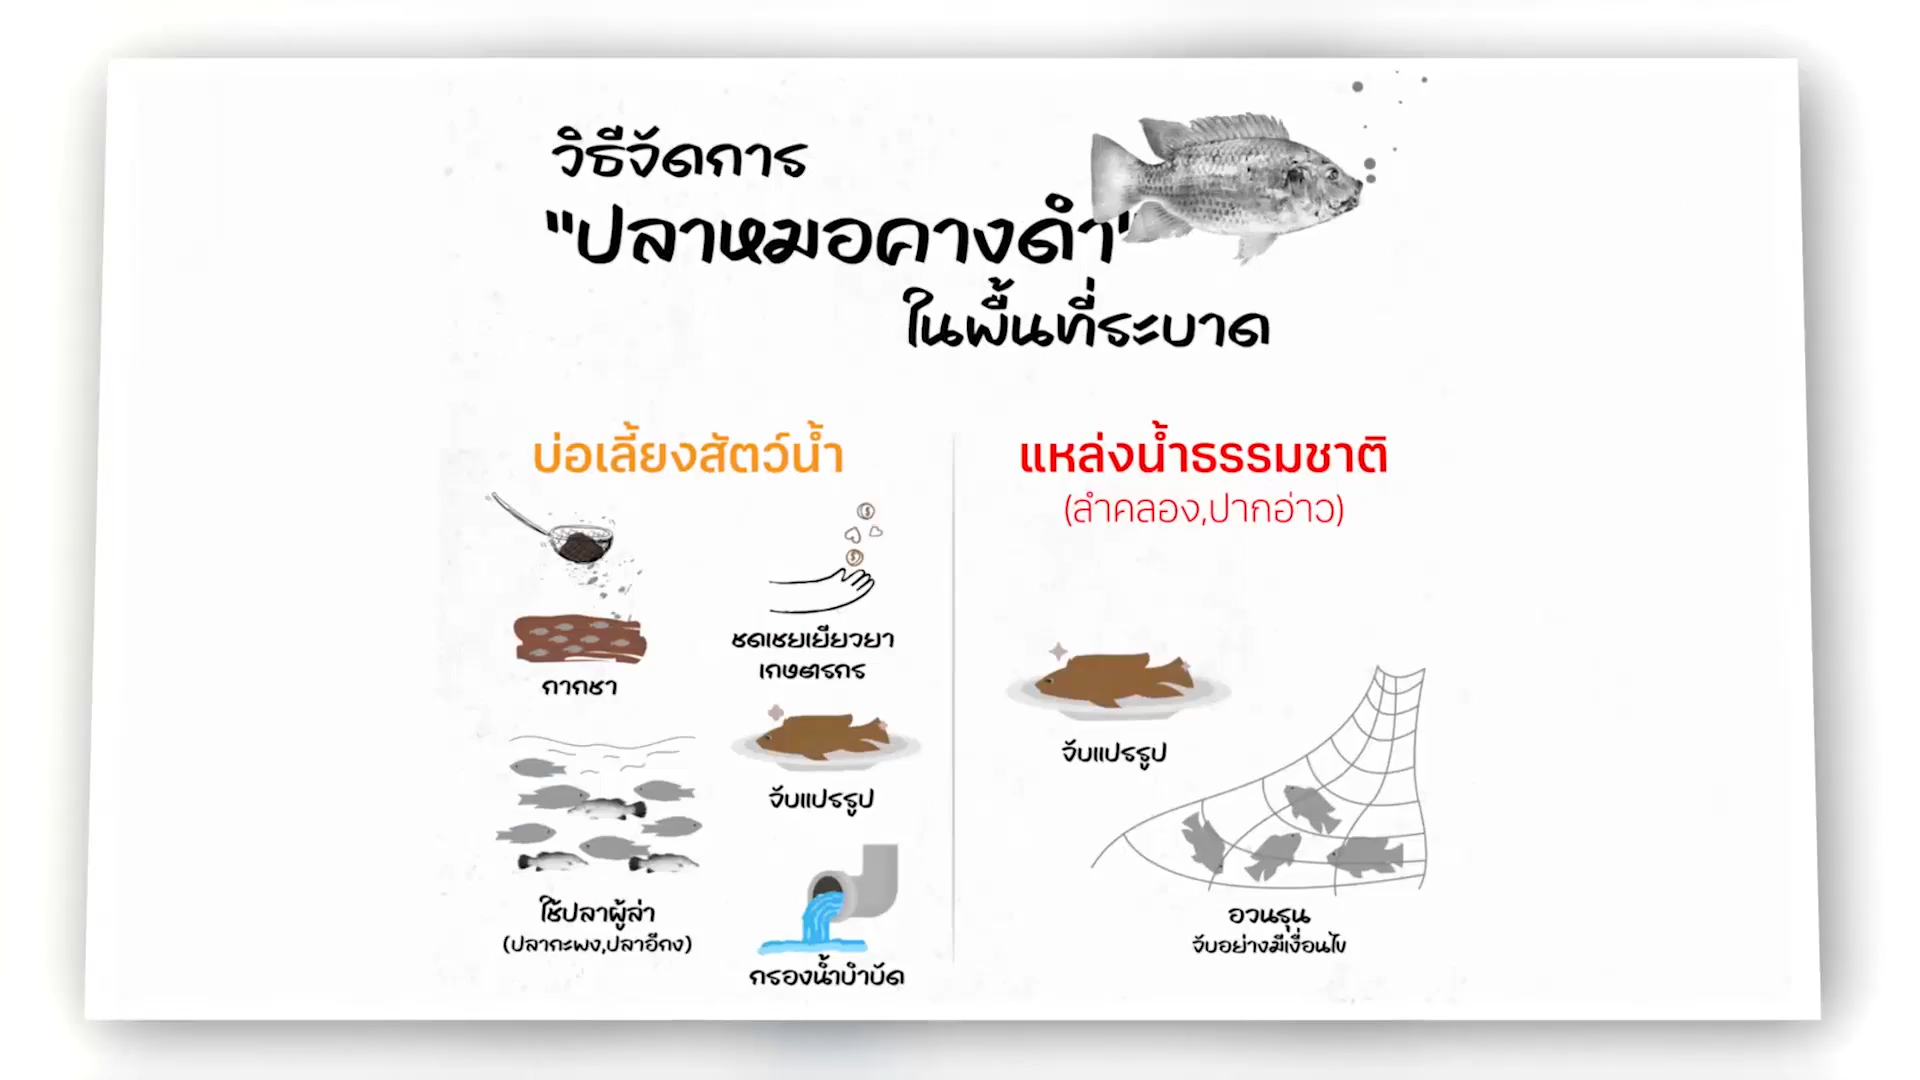 วิธีจัดการ
"ปลาหมอคางดำ"
ในพื้นที่ระบาด
บ่อเลี้ยงสัตว์น้ำ
กากชา
ชดเชยเยียวยา
เกษตรกร
จับแปรรูป
ใช้ปลาผู้ล่า
(ปลากะพง,ปลาอีกง)
กรองน้ำบำบัด
แหล่งน้ำธรรมชาติ
(ลำคลอง,ปากอ่าว)
จับแปรรูป
อวนรุน
จับอย่างมีเงื่อนไข